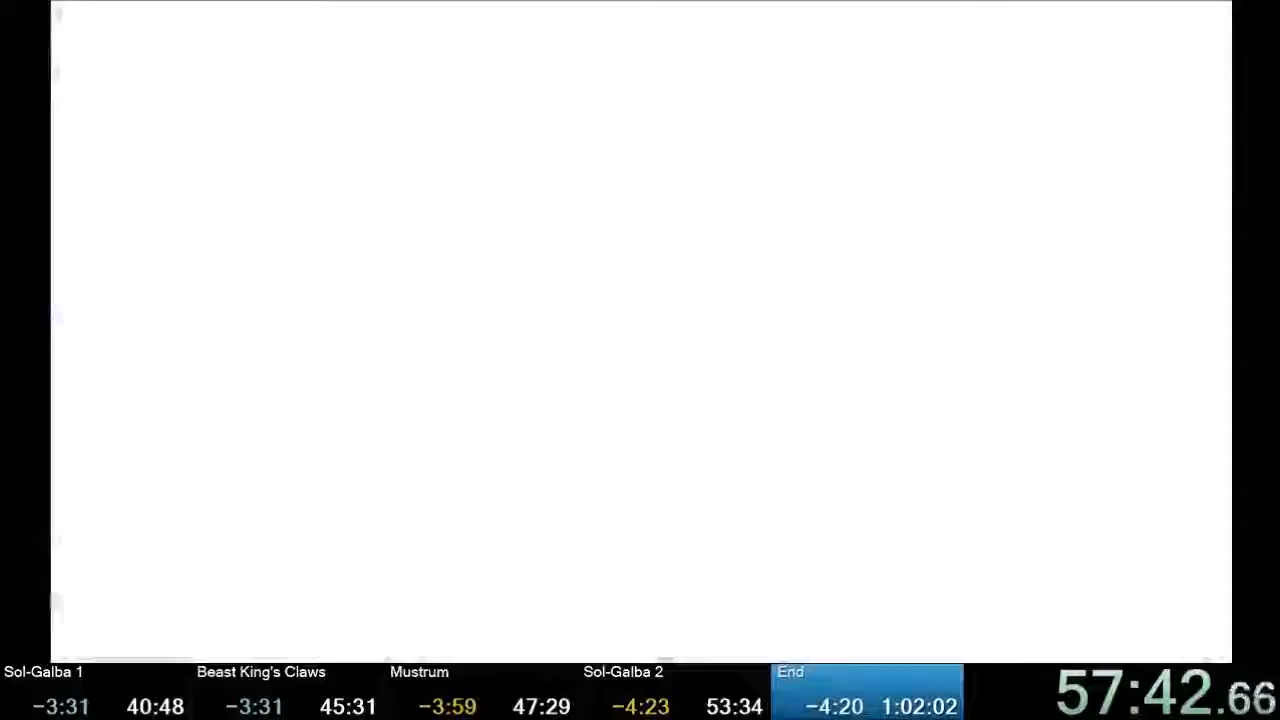 Sol-Galba 1 Beast King's Claws Mustrum Sol-Galba 2 End
−3:31 40:48 −3:31 45:31 −3:59 47:29 −4:23 53:34 −4:20 1:02:02
57:42.66